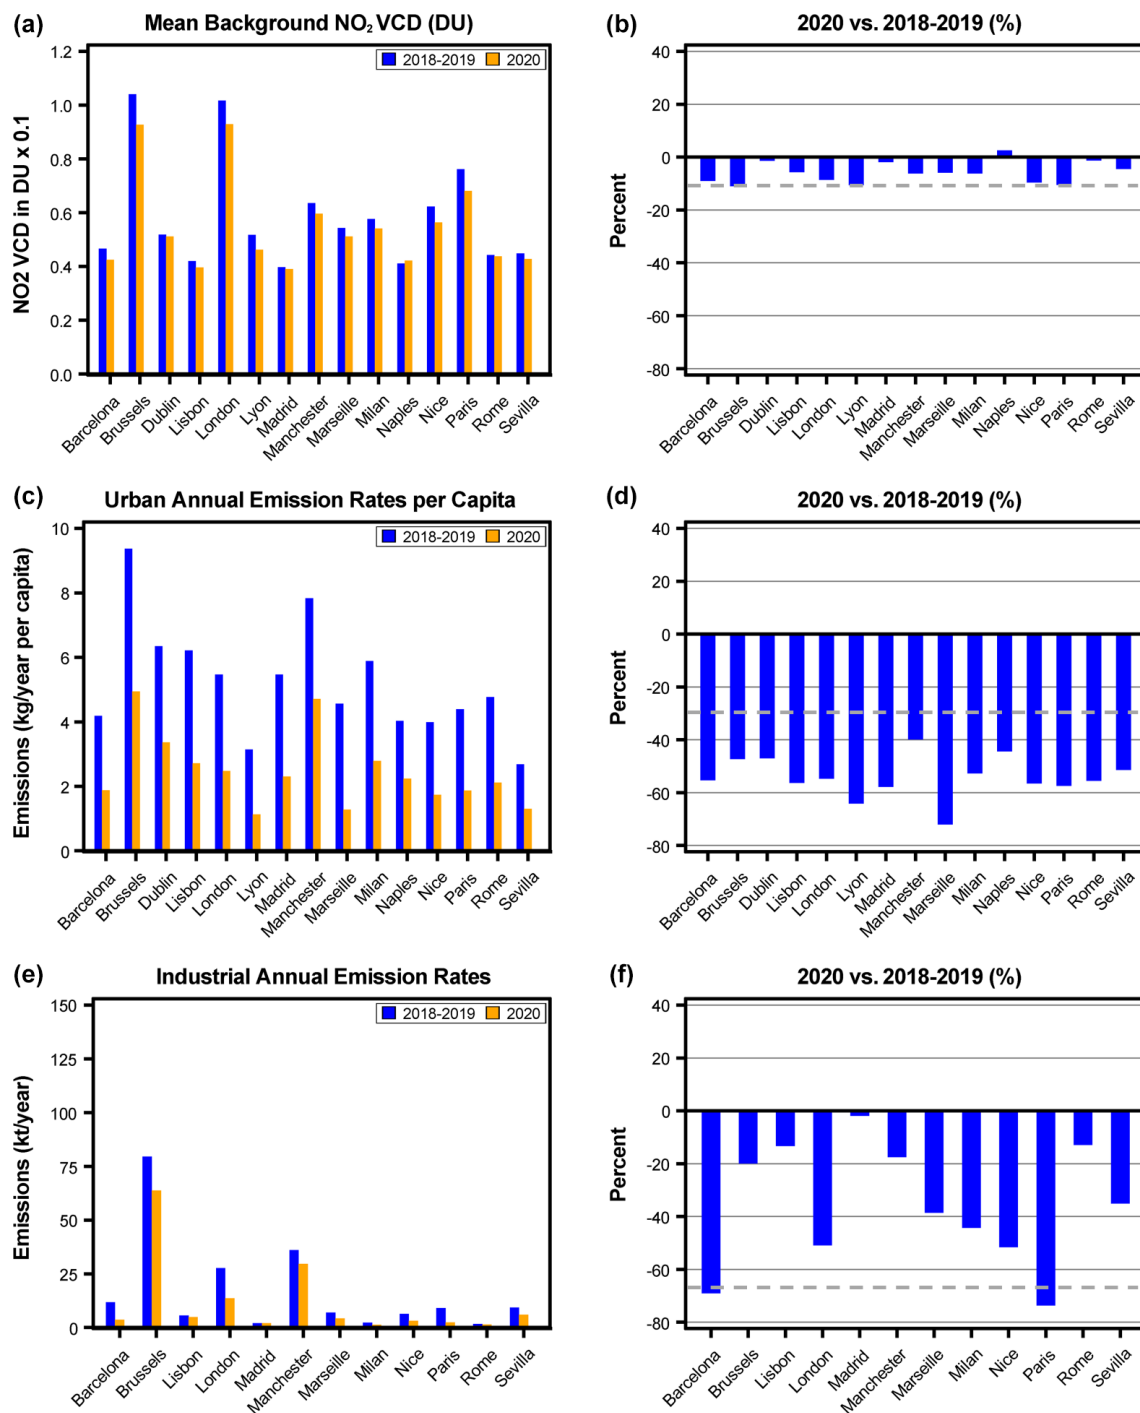 (a) Mean Background NO₂ VCD (DU)
2018-2019 2020
NO2 VCD in DU x 0.1
1.2
1.0
0.8
0.6
0.4
0.2
0.0
Barcelona Brussels Dublin Lisbon London Lyon Madrid Manchester Marseille Milan Naples Nice Paris Rome Sevilla
(b) 2020 vs. 2018-2019 (%)
Percent
40
20
0
-20
-40
-60
-80
Barcelona Brussels Dublin Lisbon London Lyon Madrid Manchester Marseille Milan Naples Nice Paris Rome Sevilla
(c) Urban Annual Emission Rates per Capita
2018-2019 2020
Emissions (kg/year per capita)
10
8
6
4
2
0
Barcelona Brussels Dublin Lisbon London Lyon Madrid Manchester Marseille Milan Naples Nice Paris Rome Sevilla
(d) 2020 vs. 2018-2019 (%)
Percent
40
20
0
-20
-40
-60
-80
Barcelona Brussels Dublin Lisbon London Lyon Madrid Manchester Marseille Milan Naples Nice Paris Rome Sevilla
(e) Industrial Annual Emission Rates
2018-2019 2020
Emissions (kt/year)
150
125
100
75
50
25
0
Barcelona Brussels Lisbon London Madrid Manchester Marseille Milan Nice Paris Rome Sevilla
(f) 2020 vs. 2018-2019 (%)
Percent
40
20
0
-20
-40
-60
-80
Barcelona Brussels Lisbon London Madrid Manchester Marseille Milan Nice Paris Rome Sevilla